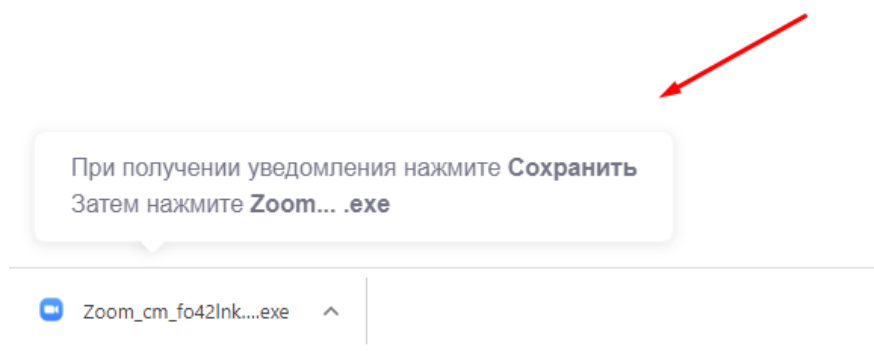 При получении уведомления нажмите Сохранить
Затем нажмите Zoom... .exe
Zoom_cm_fo42lnk....exe